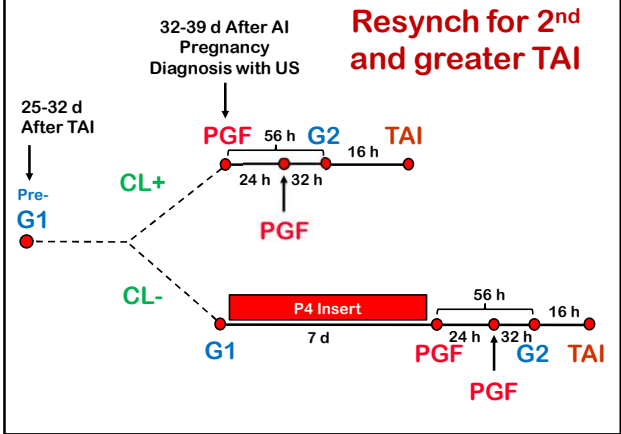 Resynch for 2nd
and greater TAI
32-39 d After AI
Pregnancy
Diagnosis with US
25-32 d
After TAI
Pre-
G1
CL+
PGF
56 h
G2
TAI
24 h
32 h
16 h
PGF
CL-
P4 Insert
G1
7 d
PGF
56 h
24 h
32 h
G2
16 h
TAI
PGF